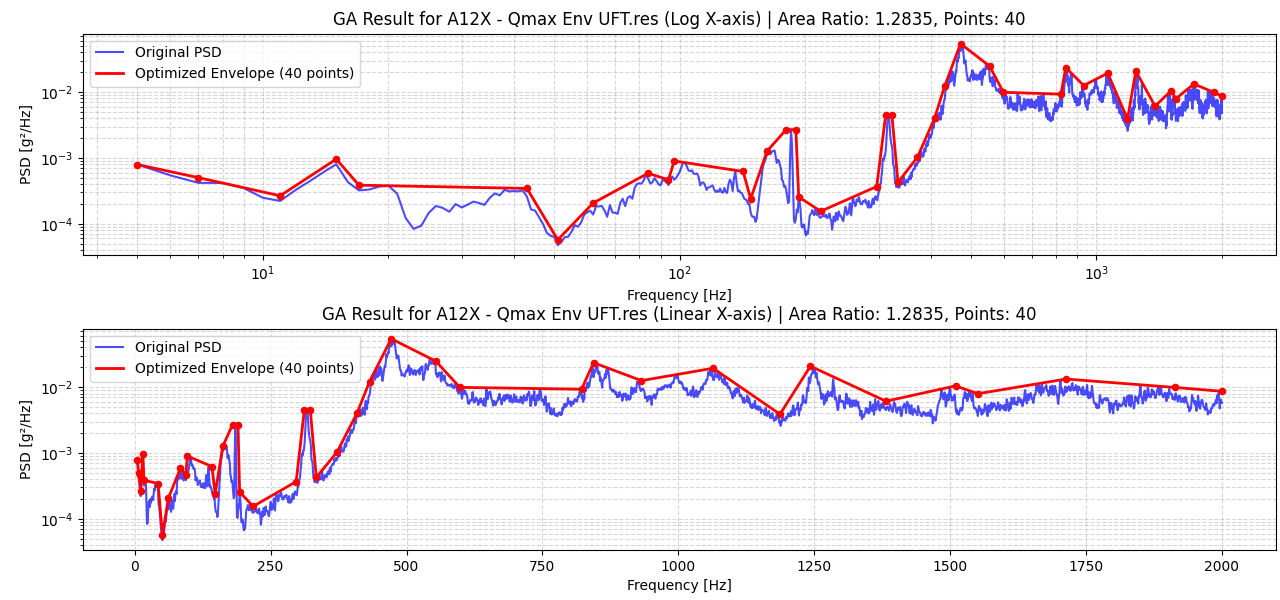 GA Result for A12X - Qmax Env UFT.res (Log X-axis) | Area Ratio: 1.2835, Points: 40
Original PSD
Optimized Envelope (40 points)
PSD [g²/Hz]
10⁻²
10⁻³
10⁻⁴
10¹
10²
10³
Frequency [Hz]
GA Result for A12X - Qmax Env UFT.res (Linear X-axis) | Area Ratio: 1.2835, Points: 40
Original PSD
Optimized Envelope (40 points)
PSD [g²/Hz]
10⁻²
10⁻³
10⁻⁴
0
250
500
750
1000
1250
1500
1750
2000
Frequency [Hz]